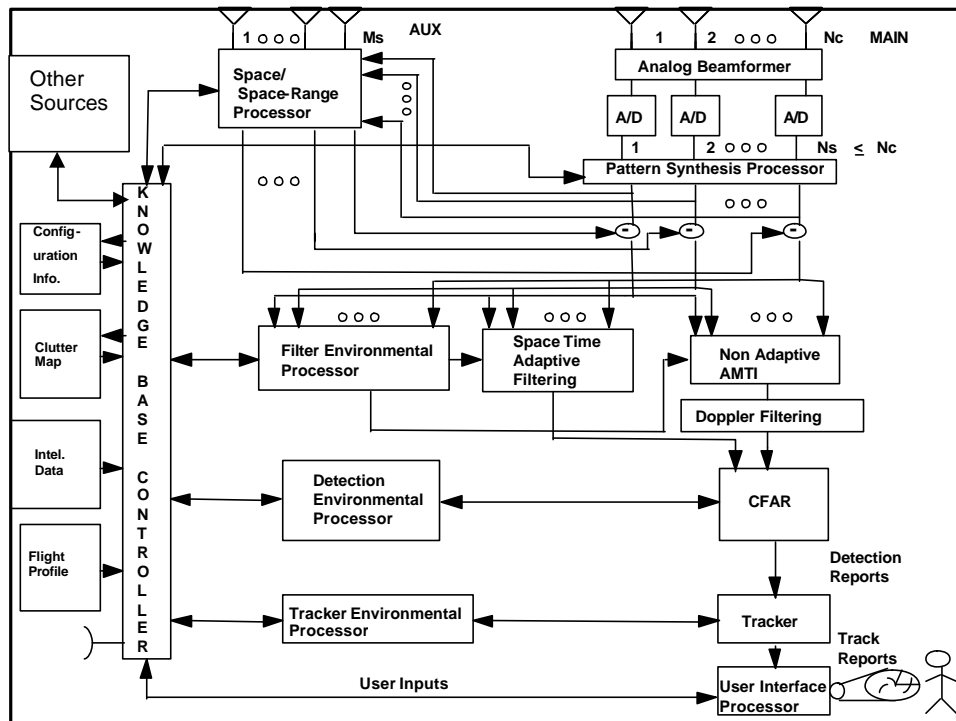 1
Ms
AUX
1
2
Nc
MAIN
Other
Sources
Space/
Space-Range
Processor
Analog Beamformer
A/D
A/D
A/D
1
2
Ns ≤ Nc
Pattern Synthesis Processor
-
-
-
KNOWLEDGE BASE CONTROLLLER
Config-
uration
Info.
Clutter
Map
Intel.
Data
Flight
Profile
Filter Environmental
Processor
Space Time
Adaptive
Filtering
Non Adaptive
AMTI
Doppler Filtering
Detection
Environmental
Processor
CFAR
Detection
Reports
Tracker Environmental
Processor
Tracker
Track
Reports
User Inputs
User Interface
Processor